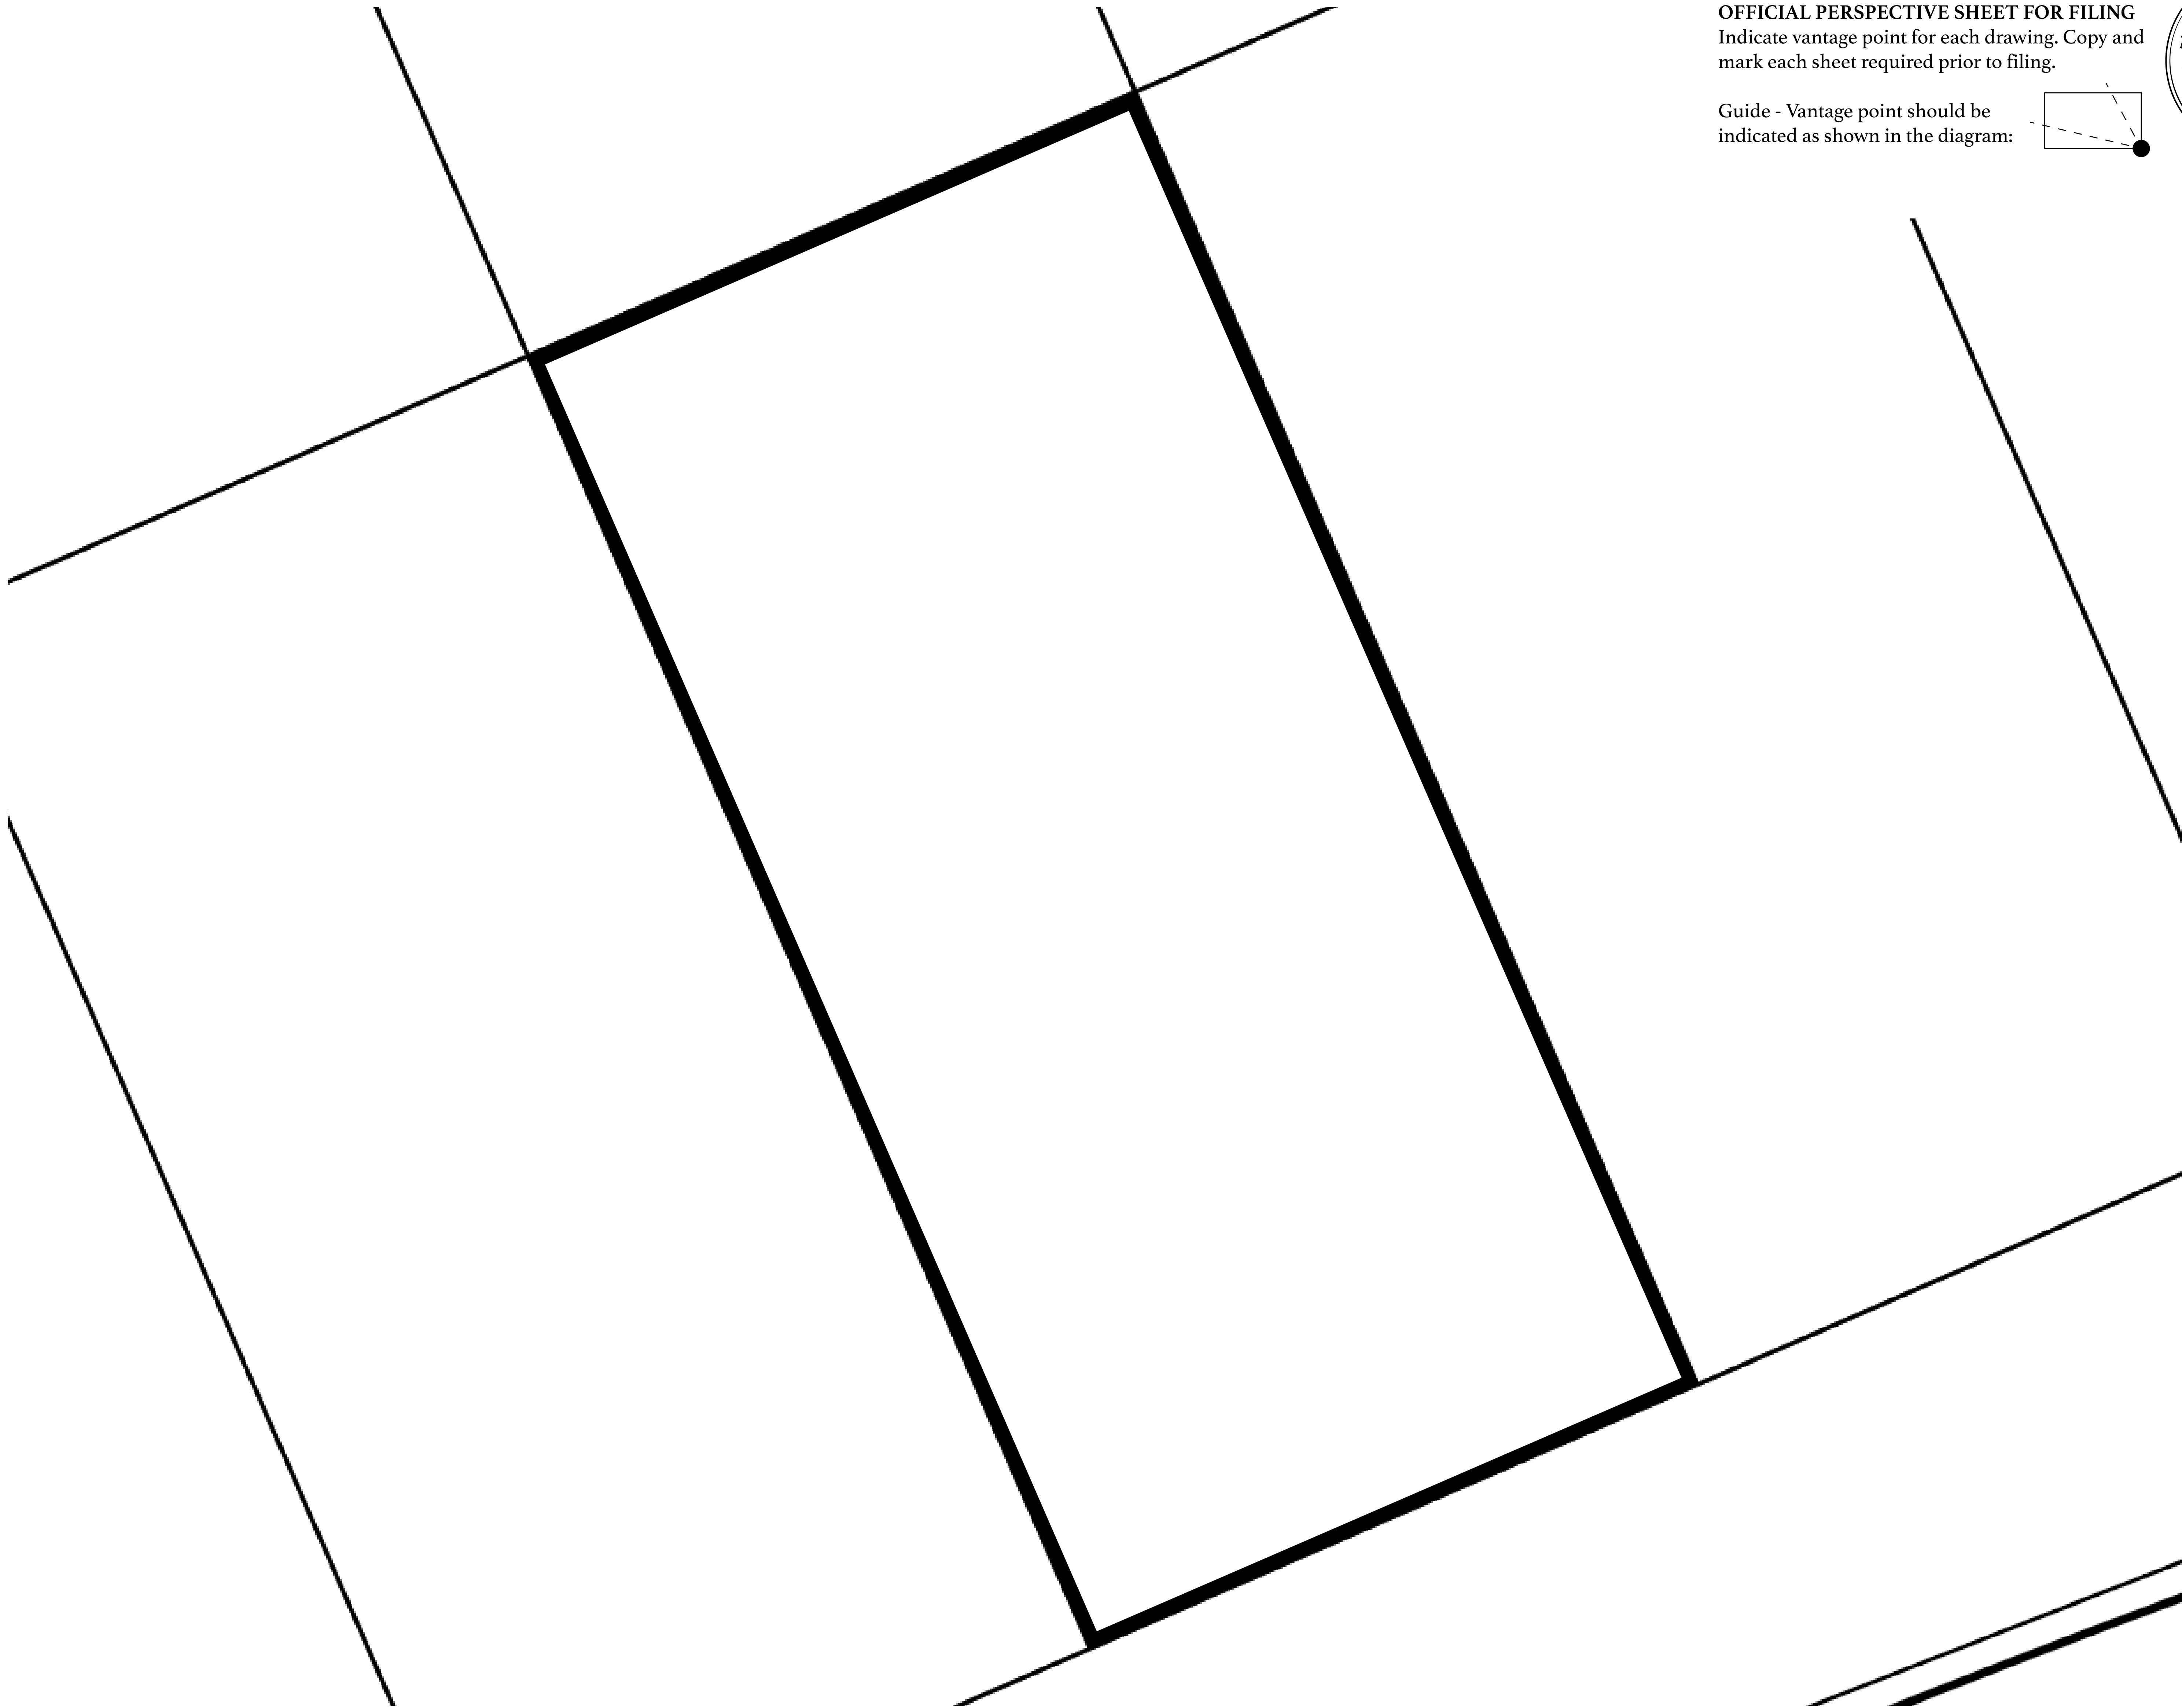 OFFICIAL PERSPECTIVE SHEET FOR FILING
Indicate vantage point for each drawing. Copy and
mark each sheet required prior to filing.
Guide - Vantage point should be
indicated as shown in the diagram: